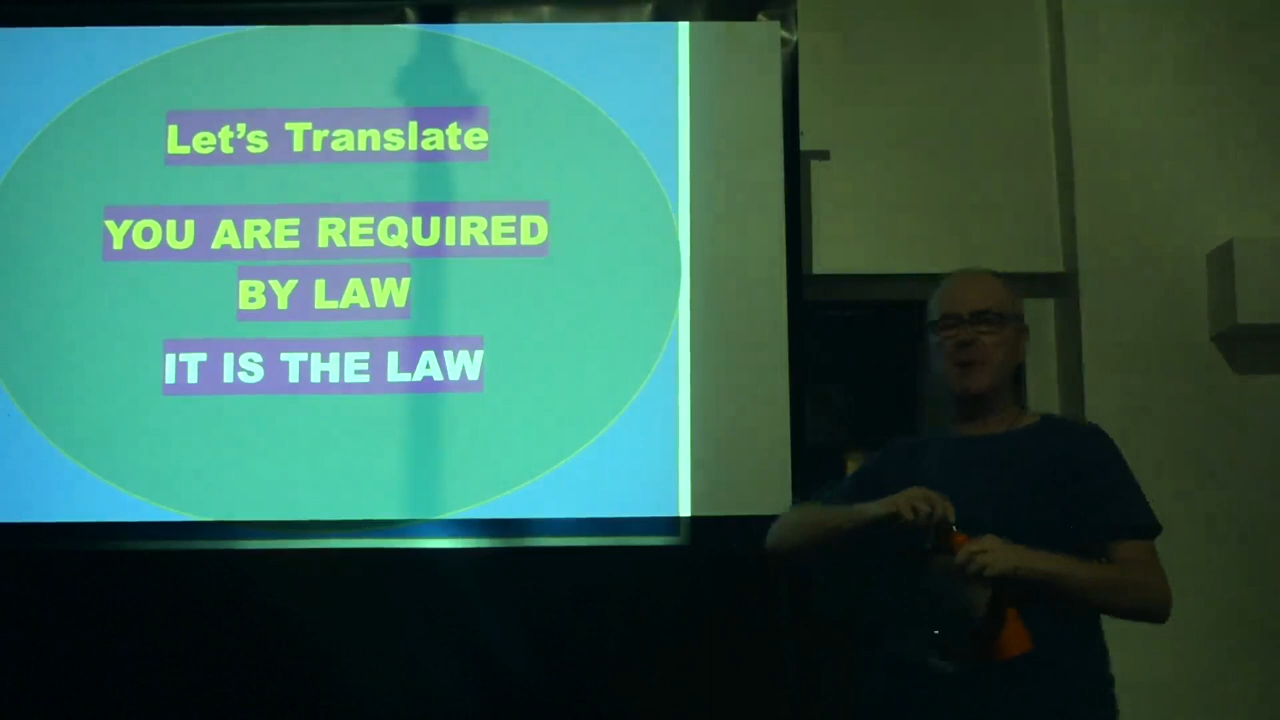 Let’s Translate
YOU ARE REQUIRED
BY LAW
IT IS THE LAW